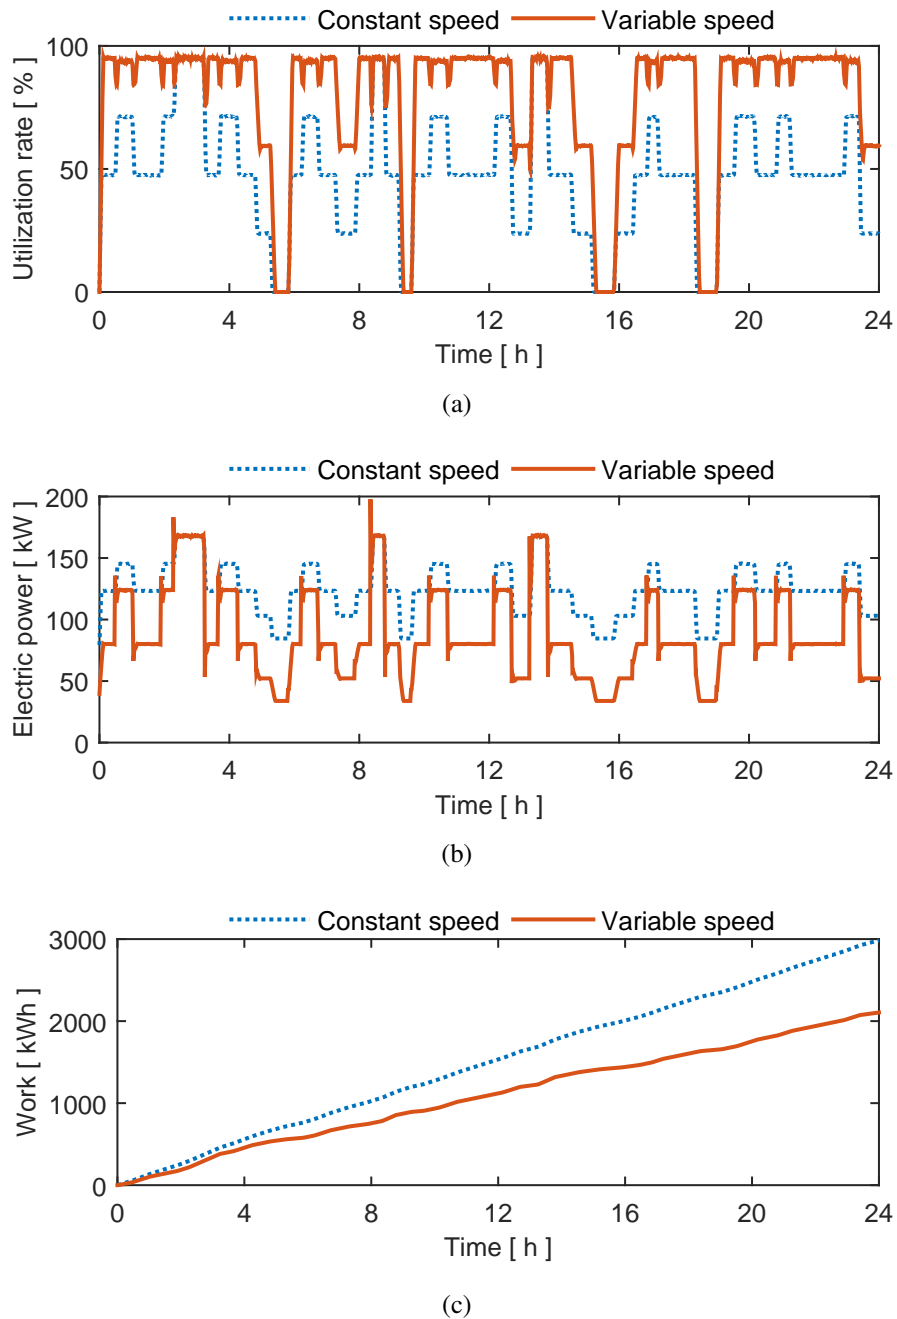 Constant speed Variable speed
100
50
0
Utilization rate [ % ]
0 4 8 12 16 20 24
Time [ h ]
(a)
Constant speed Variable speed
200
150
100
50
0
Electric power [ kW ]
0 4 8 12 16 20 24
Time [ h ]
(b)
Constant speed Variable speed
3000
2000
1000
0
Work [ kWh ]
0 4 8 12 16 20 24
Time [ h ]
(c)